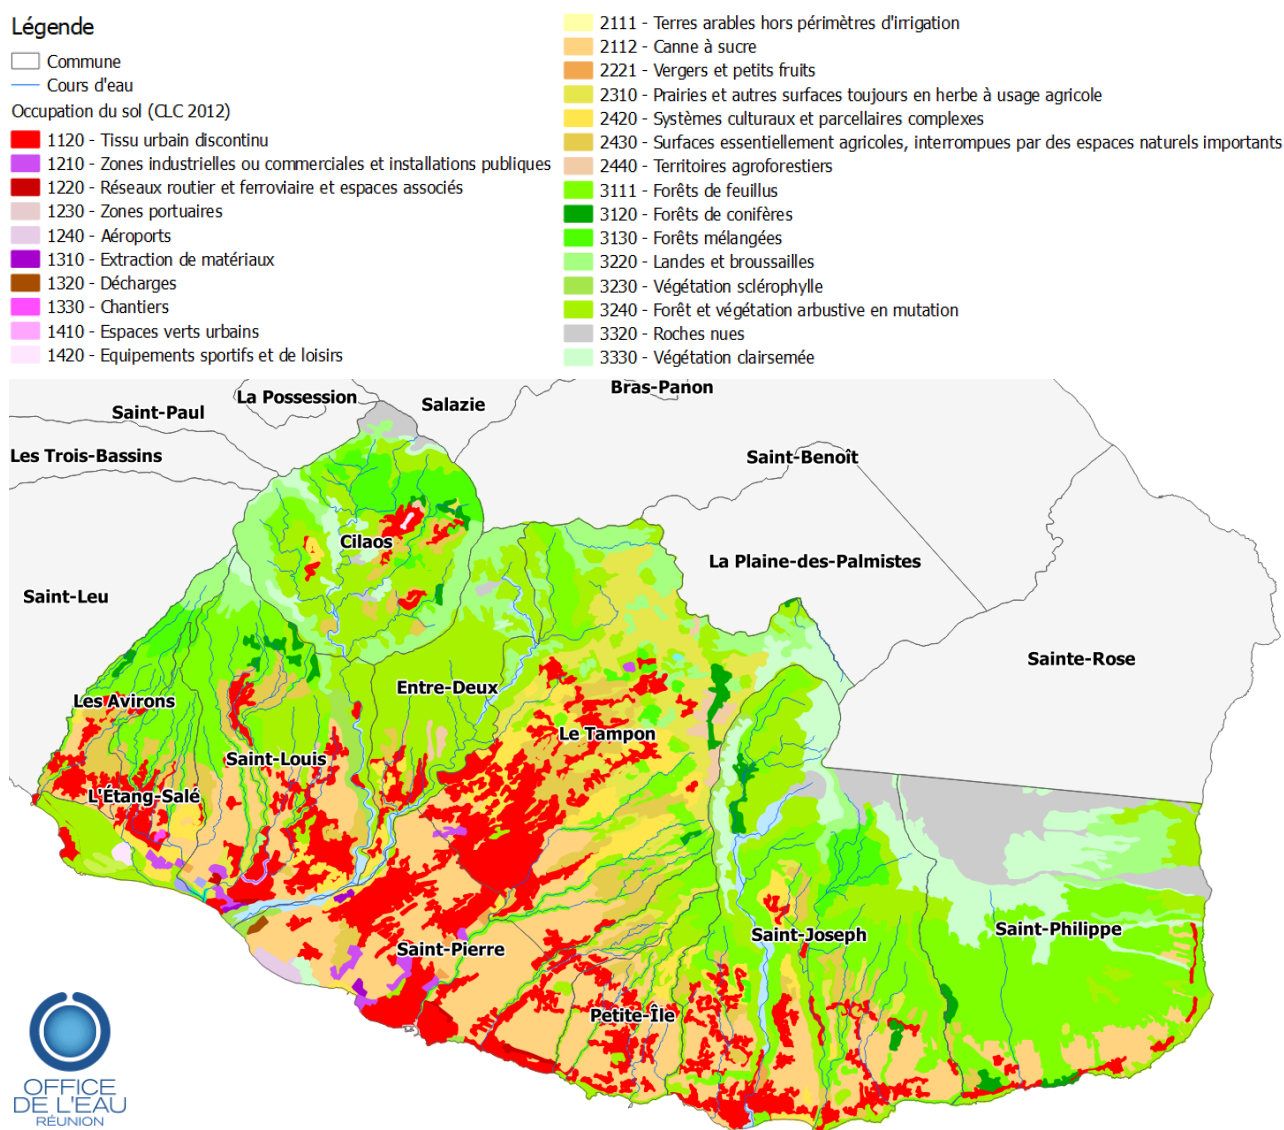 Légende
Commune
Cours d'eau
Occupation du sol (CLC 2012)
1120 - Tissu urbain discontinu
1210 - Zones industrielles ou commerciales et installations publiques
1220 - Réseaux routier et ferroviaire et espaces associés
1230 - Zones portuaires
1240 - Aéroports
1310 - Extraction de matériaux
1320 - Décharges
1330 - Chantiers
1410 - Espaces verts urbains
1420 - Equipements sportifs et de loisirs
2111 - Terres arables hors périmètres d'irrigation
2112 - Canne à sucre
2221 - Vergers et petits fruits
2310 - Prairies et autres surfaces toujours en herbe à usage agricole
2420 - Systèmes culturaux et parcellaires complexes
2430 - Surfaces essentiellement agricoles, interrompues par des espaces naturels importants
2440 - Territoires agroforestiers
3111 - Forêts de feuillus
3120 - Forêts de conifères
3130 - Forêts mélangées
3220 - Landes et broussailles
3230 - Végétation sclérophylle
3240 - Forêt et végétation arbustive en mutation
3320 - Roches nues
3330 - Végétation clairsemée
Bras-Panon
La Possession
Saint-Paul
Salazie
Les Trois-Bassins
Saint-Benoît
Cilaos
La Plaine-des-Palmistes
Saint-Leu
Sainte-Rose
Entre-Deux
Les Avirons
Le Tampon
Saint-Louis
L'Étang-Salé
Saint-Philippe
Saint-Joseph
Saint-Pierre
Petite-Île
OFFICE
DE L'EAU
RÉUNION